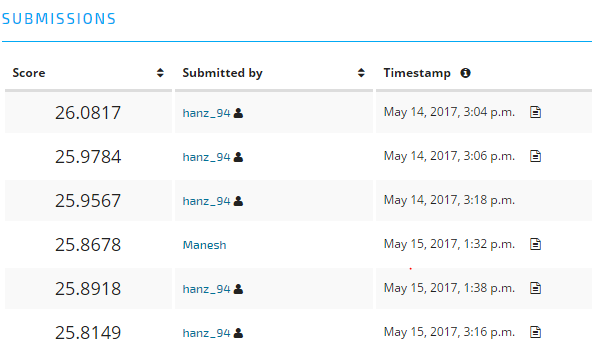 SUBMISSIONS
Score Submitted by Timestamp
26.0817 hanz_94 May 14, 2017, 3:04 p.m.
25.9784 hanz_94 May 14, 2017, 3:06 p.m.
25.9567 hanz_94 May 14, 2017, 3:18 p.m.
25.8678 Manesh May 15, 2017, 1:32 p.m.
25.8918 hanz_94 May 15, 2017, 1:38 p.m.
25.8149 hanz_94 May 15, 2017, 3:16 p.m.